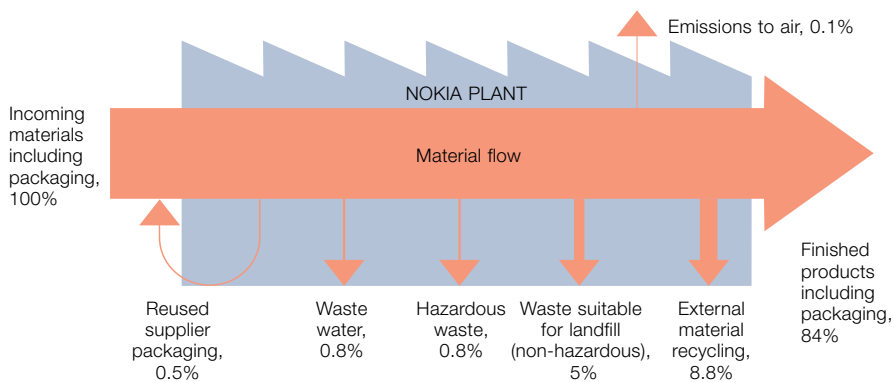 Emissions to air, 0.1%
NOKIA PLANT
Incoming
materials
including
packaging,
100%
Material flow
Finished
products
including
packaging,
84%
Reused
supplier
packaging,
0.5%
Waste
water,
0.8%
Hazardous
waste,
0.8%
Waste suitable
for landfill
(non-hazardous),
5%
External
material
recycling,
8.8%